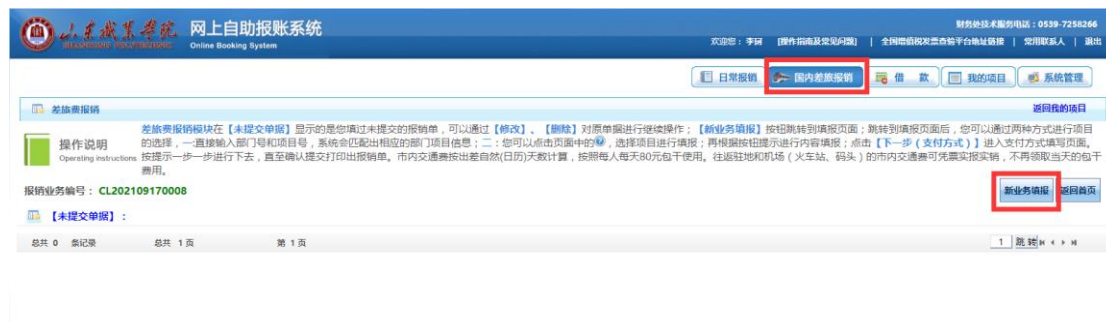 山东职业学院 网上自助报账系统
SHANDONG POLYTECHNIC Online Booking System
财务处技术服务电话：0539-7258266
欢迎您：李珂 [操作指南及常见问题] | 全国增值税发票查验平台地址链接 | 常用联系人 | 退出
日常报销 国内差旅报销 借 款 我的项目 系统管理
差旅费报销 返回我的项目
操作说明
Operating instructions
差旅费报销模块在【未提交单据】显示的是您填过未提交的报销单，可以通过【修改】、【删除】对原单据进行继续操作；【新业务填报】按钮跳转到填报页面；跳转到填报页面后，您可以通过两种方式进行项目
的选择，一:直接输入部门号和项目号，系统会匹配出相应的部门项目信息；二：您可以点击页面中的，选择项目进行填报；再根据按钮提示进行内容填报；点击【下一步（支付方式）】进入支付方式填写页面。
按提示一步一步进行下去，直至确认提交打印出报销单。市内交通费按出差自然(日历)天数计算，按照每人每天80元包干使用。往返驻地和机场（火车站、码头）的市内交通费可凭票实报实销，不再领取当天的包干
费用。
报销业务编号： CL202109170008
新业务填报 返回首页
【未提交单据】：
总共 0 条记录 总共 1 页 第 1 页 1 跳 转